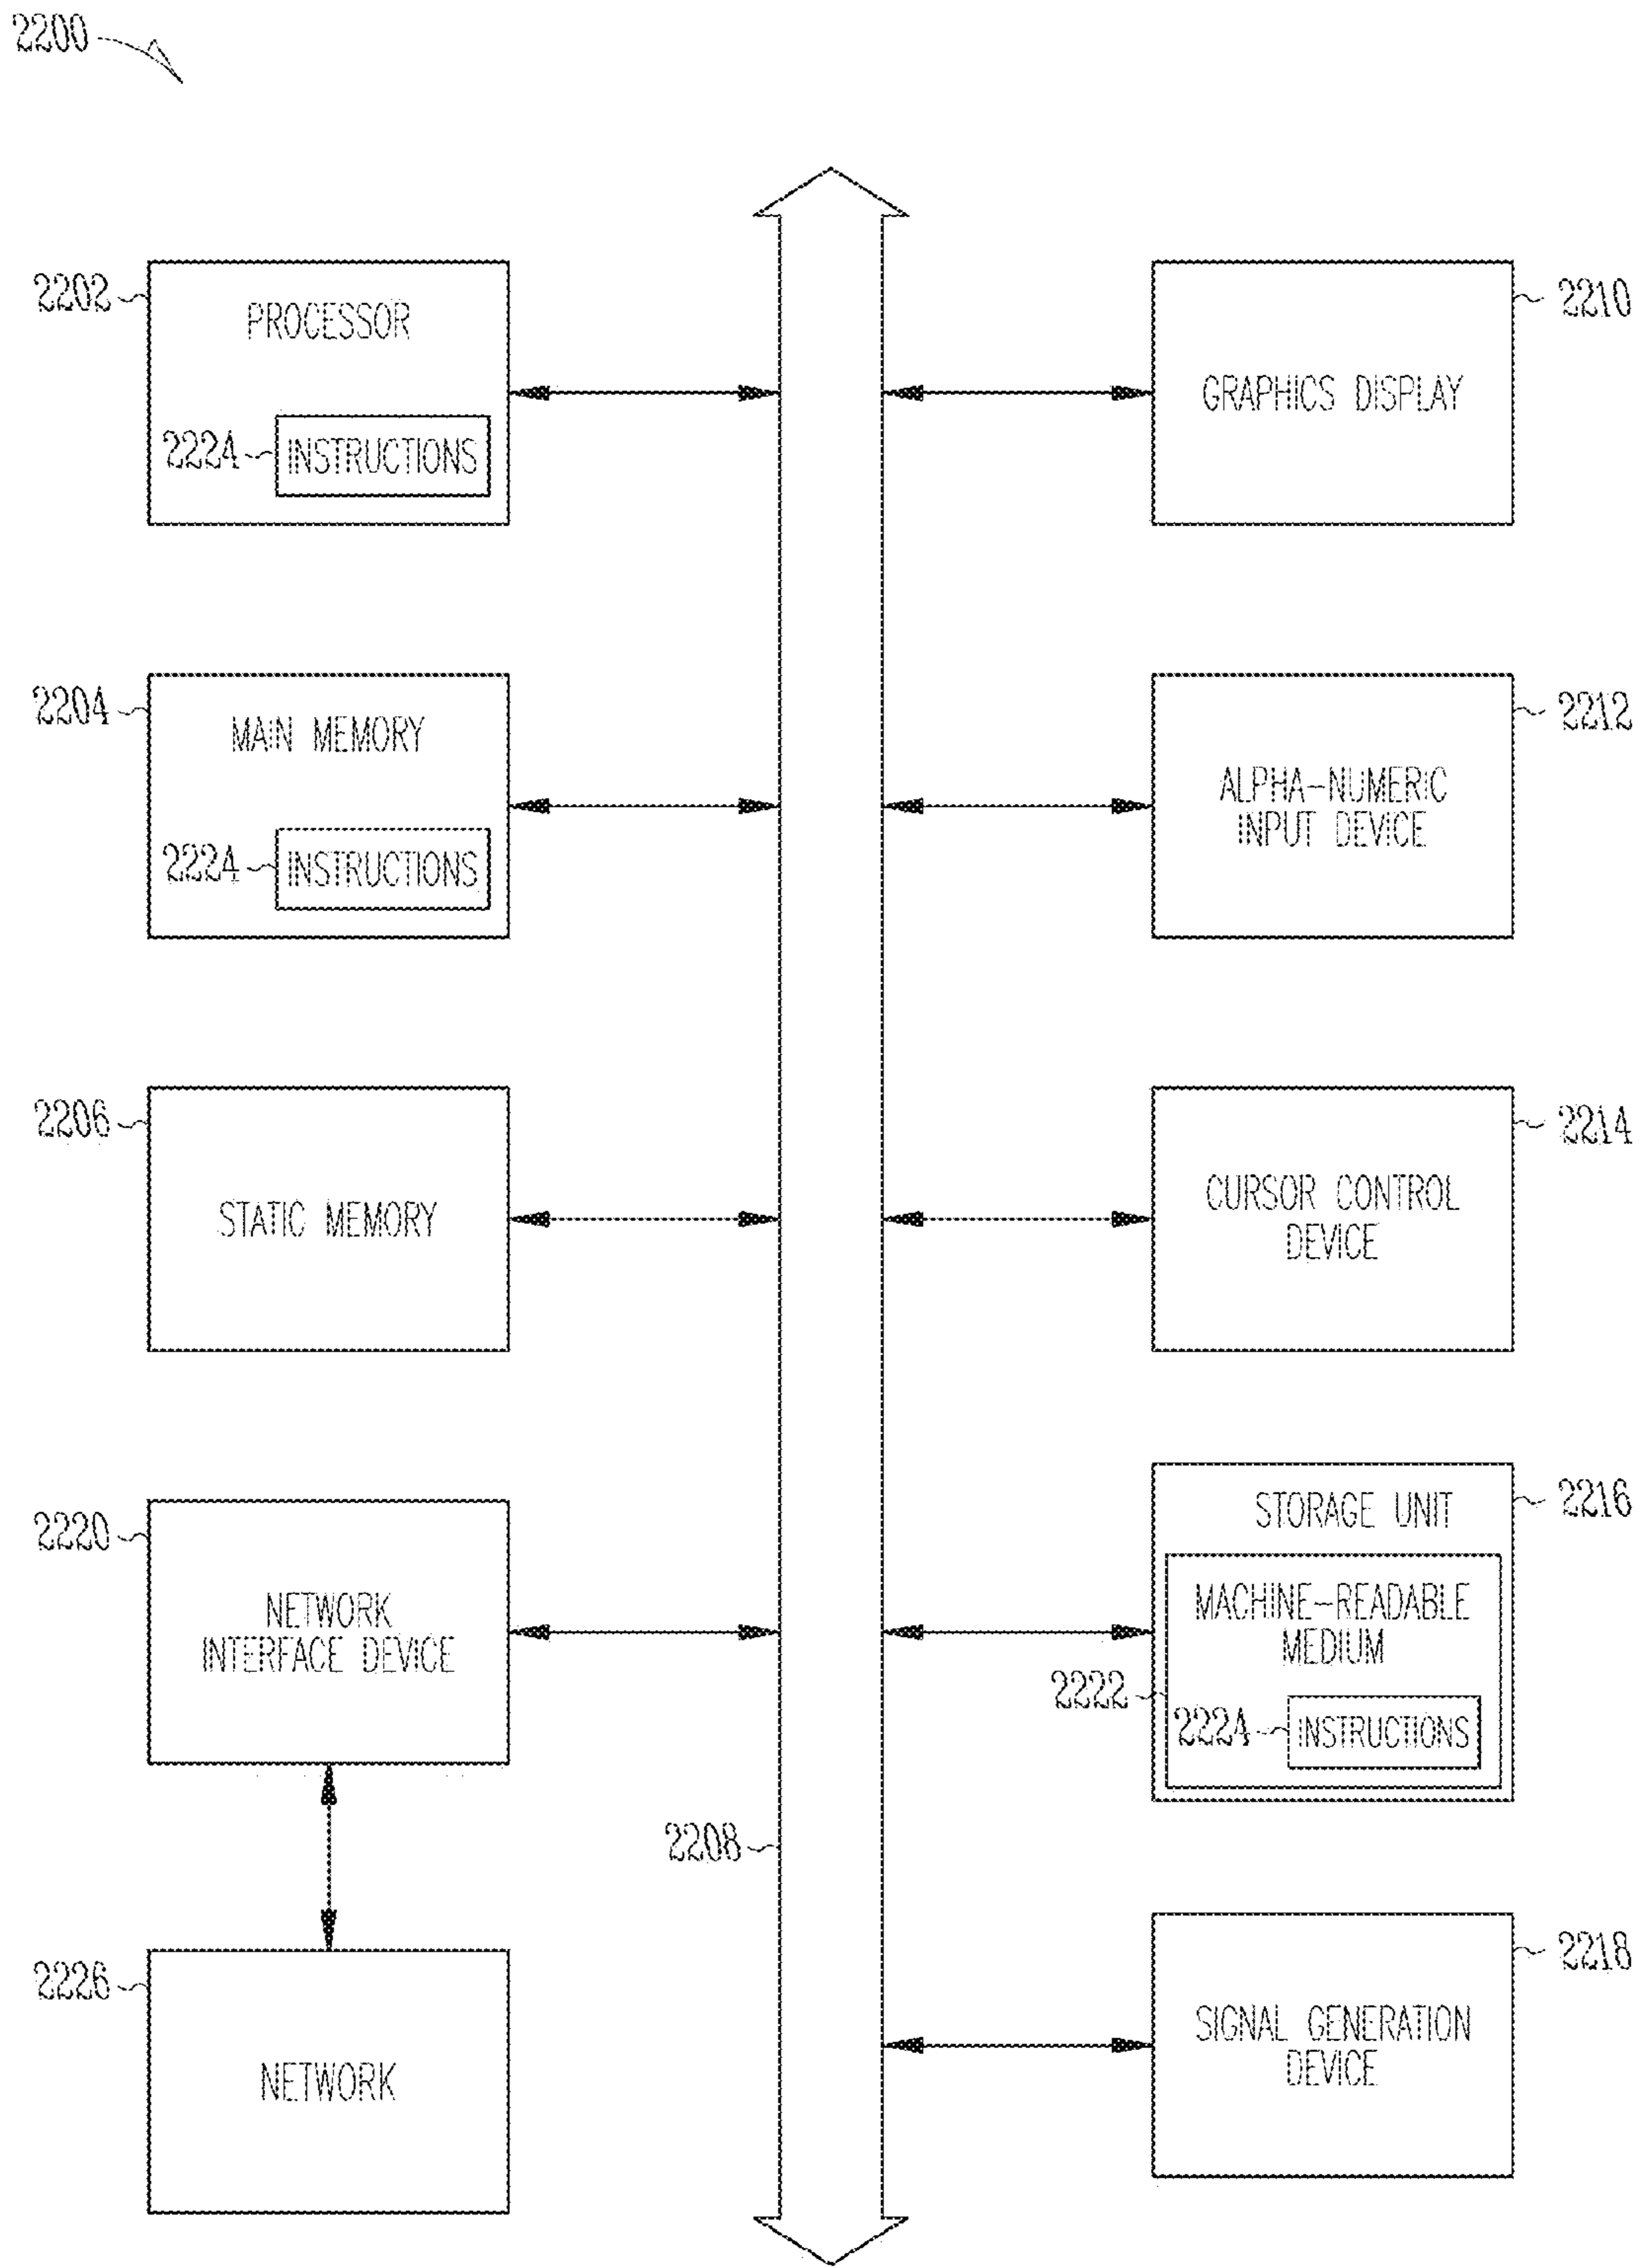 2200
2202
PROCESSOR
2224
INSTRUCTIONS
2204
MAIN MEMORY
2224
INSTRUCTIONS
2206
STATIC MEMORY
2220
NETWORK
INTERFACE DEVICE
2226
NETWORK
2208
2210
GRAPHICS DISPLAY
2212
ALPHA-NUMERIC
INPUT DEVICE
2214
CURSOR CONTROL
DEVICE
2216
STORAGE UNIT
MACHINE-READABLE
MEDIUM
2222
2224
INSTRUCTIONS
2218
SIGNAL GENERATION
DEVICE